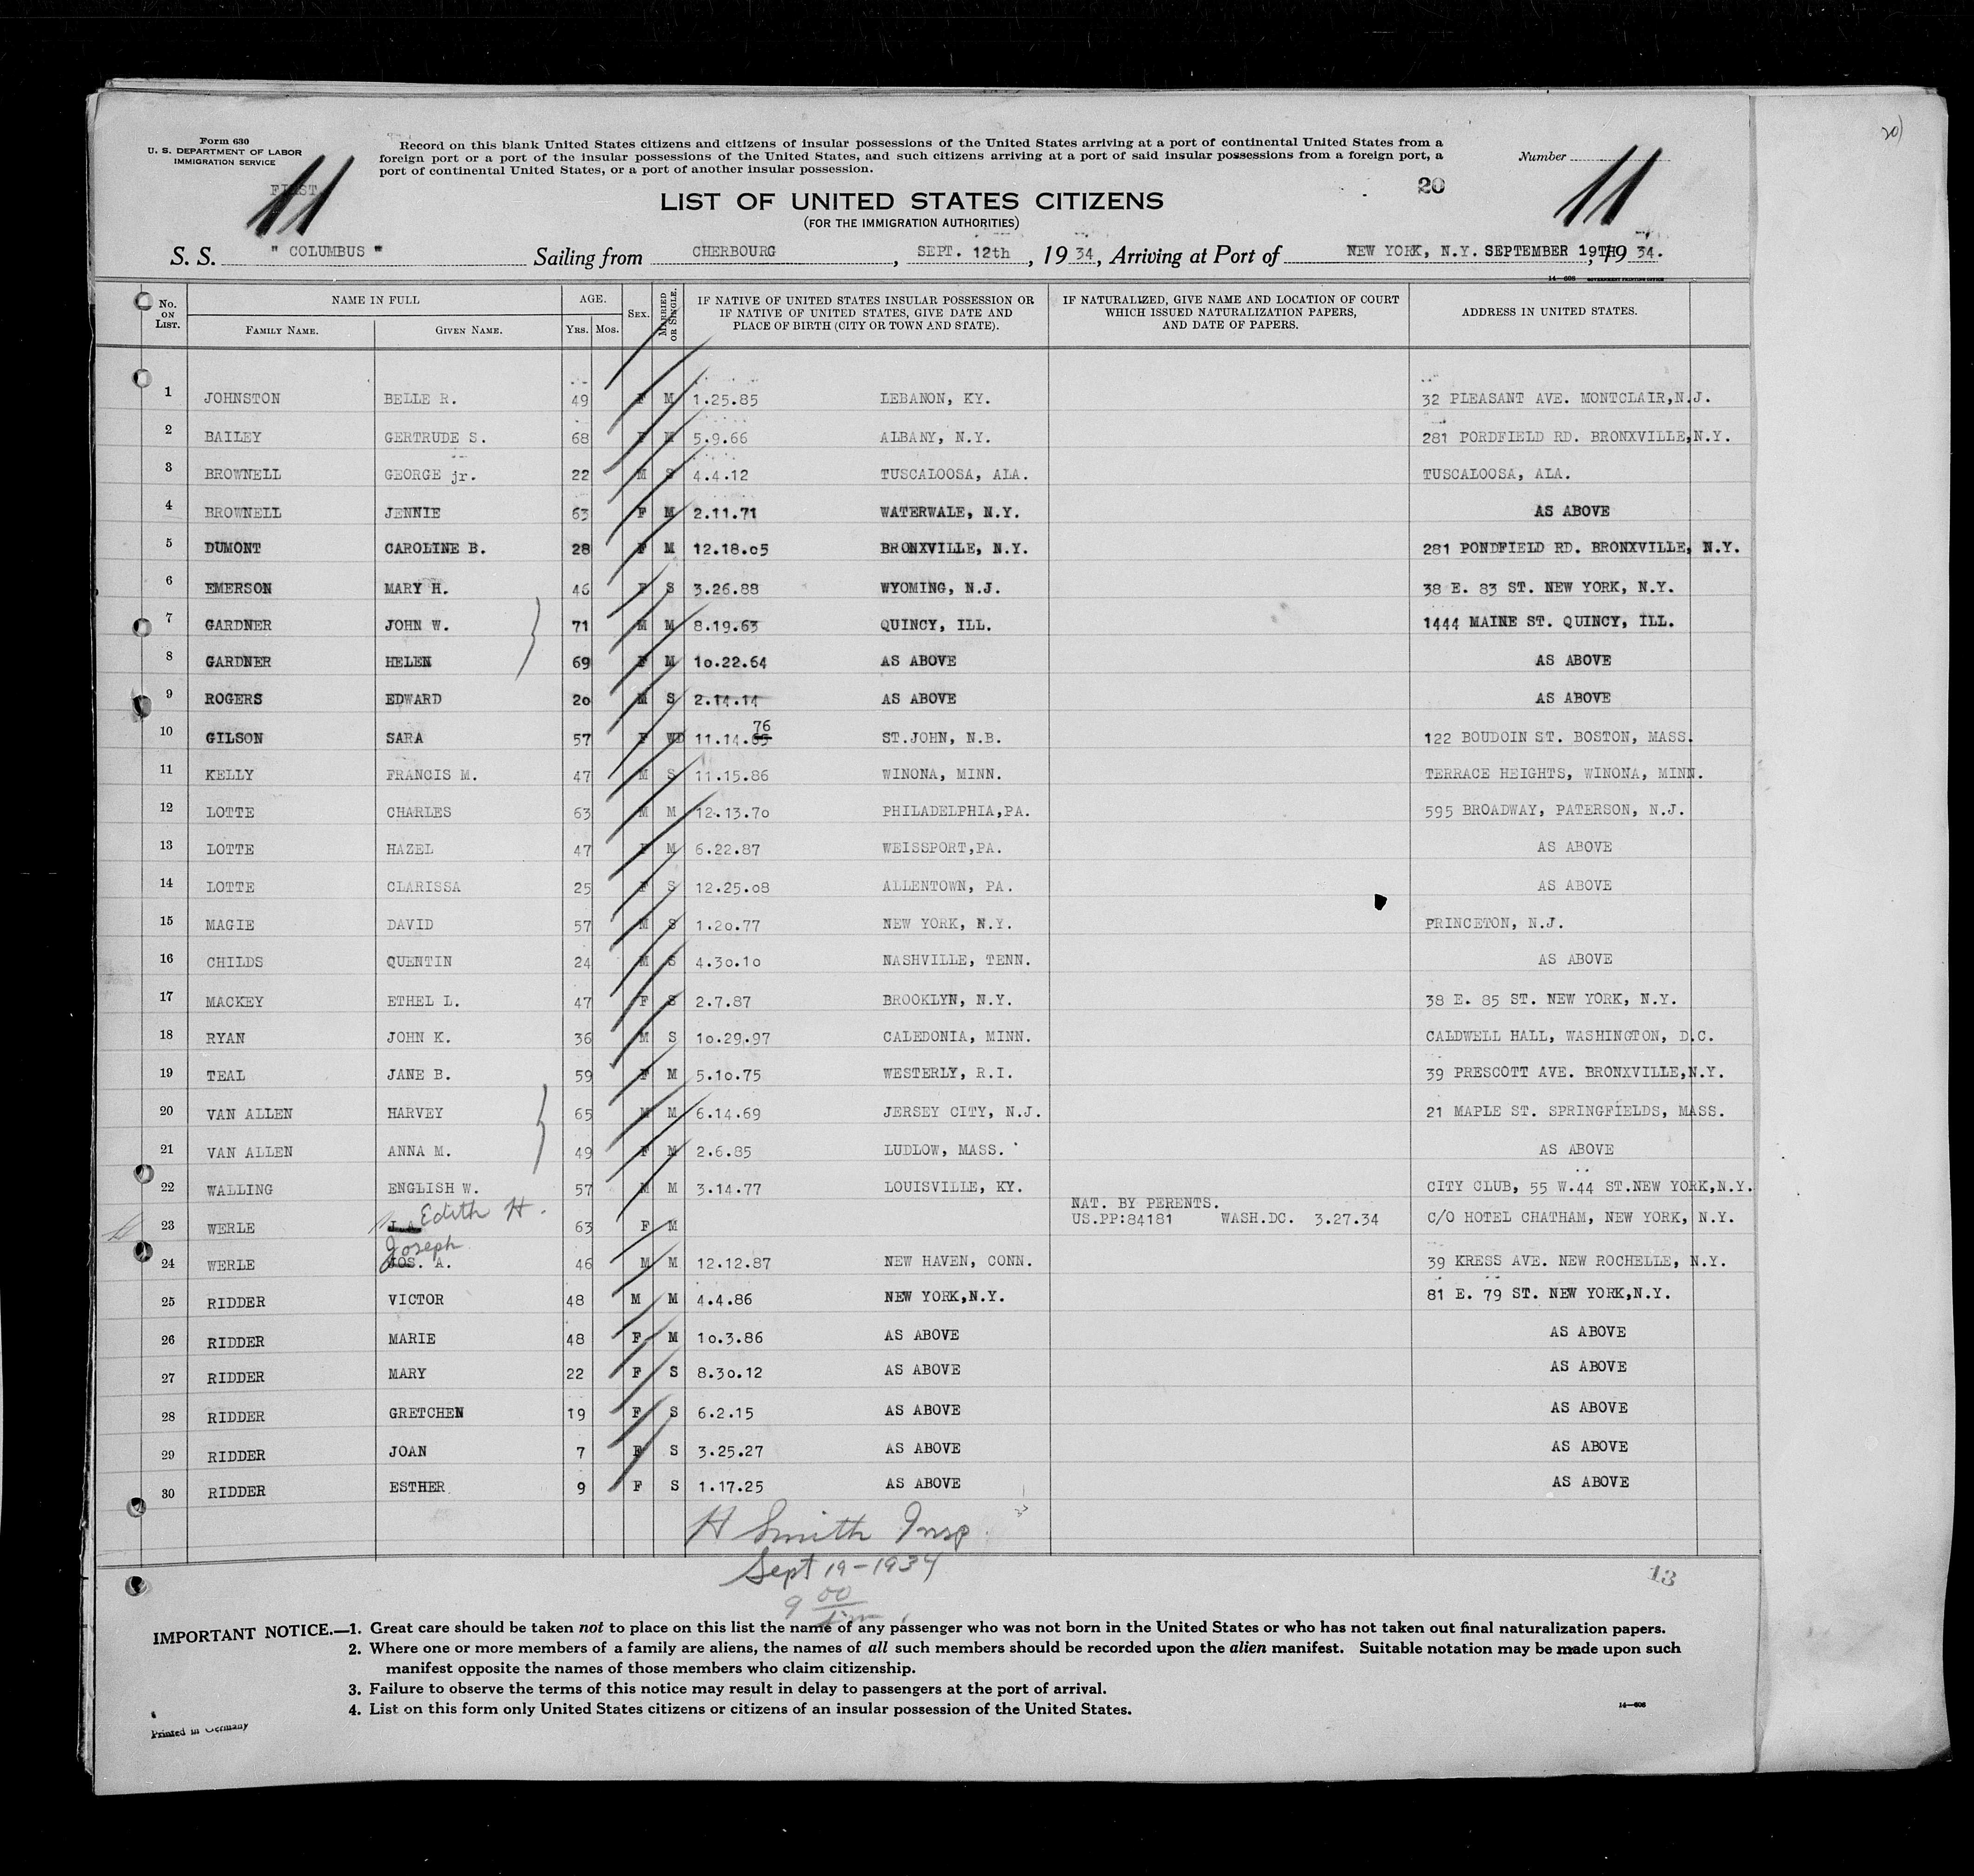 20)
Form 630
U. S. DEPARTMENT OF LABOR
IMMIGRATION SERVICE
FIRST
11
Record on this blank United States citizens and citizens of insular possessions of the United States arriving at a port of continental United States from a
foreign port or a port of the insular possessions of the United States, and such citizens arriving at a port of said insular possessions from a foreign port, a
port of continental United States, or a port of another insular possession.
Number
11
20
LIST OF UNITED STATES CITIZENS
(FOR THE IMMIGRATION AUTHORITIES)
S. S. " COLUMBUS " Sailing from CHERBOURG, SEPT. 12th, 1934, Arriving at Port of NEW YORK, N.Y. SEPTEMBER 19TH, 1934.
14—608 GOVERNMENT PRINTING OFFICE
No. ON LIST. NAME IN FULL FAMILY NAME. GIVEN NAME. AGE. YRS. MOS. SEX. MARRIED OR SINGLE. IF NATIVE OF UNITED STATES INSULAR POSSESSION OR IF NATIVE OF UNITED STATES, GIVE DATE AND PLACE OF BIRTH (CITY OR TOWN AND STATE). IF NATURALIZED, GIVE NAME AND LOCATION OF COURT WHICH ISSUED NATURALIZATION PAPERS, AND DATE OF PAPERS. ADDRESS IN UNITED STATES.
1 JOHNSTON BELLE R. 49 F M 1.25.85 LEBANON, KY. 32 PLEASANT AVE. MONTCLAIR,N.J.
2 BAILEY GERTRUDE S. 68 F M 5.9.66 ALBANY, N.Y. 281 PORDFIELD RD. BRONXVILLE,N.Y.
3 BROWNELL GEORGE jr. 22 M S 4.4.12 TUSCALOOSA, ALA. TUSCALOOSA, ALA.
4 BROWNELL JENNIE 63 F M 2.11.71 WATERWALE, N.Y. AS ABOVE
5 DUMONT CAROLINE B. 28 F M 12.18.05 BRONXVILLE, N.Y. 281 PONDFIELD RD. BRONXVILLE, N.Y.
6 EMERSON MARY H. 46 F S 3.26.88 WYOMING, N.J. 38 E. 83 ST. NEW YORK, N.Y.
7 GARDNER JOHN W. 71 M M 8.19.63 QUINCY, ILL. 1444 MAINE ST. QUINCY, ILL.
8 GARDNER HELEN 69 F M 10.22.64 AS ABOVE AS ABOVE
9 ROGERS EDWARD 20 M S 2.14.14 AS ABOVE AS ABOVE
10 GILSON SARA 57 F WD 11.14.76 ST.JOHN, N.B. 122 BOUDOIN ST. BOSTON, MASS.
11 KELLY FRANCIS M. 47 M S 11.15.86 WINONA, MINN. TERRACE HEIGHTS, WINONA, MINN.
12 LOTTE CHARLES 63 M M 12.13.70 PHILADELPHIA,PA. 595 BROADWAY, PATERSON, N.J.
13 LOTTE HAZEL 47 F M 6.22.87 WEISSPORT,PA. AS ABOVE
14 LOTTE CLARISSA 25 F S 12.25.08 ALLENTOWN, PA. AS ABOVE
15 MAGIE DAVID 57 M S 1.20.77 NEW YORK, N.Y. PRINCETON, N.J.
16 CHILDS QUENTIN 24 M S 4.30.10 NASHVILLE, TENN. AS ABOVE
17 MACKEY ETHEL L. 47 F S 2.7.87 BROOKLYN, N.Y. 38 E. 85 ST. NEW YORK, N.Y.
18 RYAN JOHN K. 36 M S 10.29.97 CALEDONIA, MINN. CALDWELL HALL, WASHINGTON, D.C.
19 TEAL JANE B. 59 F M 5.10.75 WESTERLY, R.I. 39 PRESCOTT AVE. BRONXVILLE,N.Y.
20 VAN ALLEN HARVEY 65 M M 6.14.69 JERSEY CITY, N.J. 21 MAPLE ST. SPRINGFIELDS, MASS.
21 VAN ALLEN ANNA M. 49 F M 2.6.85 LUDLOW, MASS. AS ABOVE
22 WALLING ENGLISH W. 57 M M 3.14.77 LOUISVILLE, KY. CITY CLUB, 55 W.44 ST.NEW YORK,N.Y.
NAT. BY PERENTS.
23 WERLE Edith H. 63 F M US.PP:84181 WASH.DC. 3.27.34 C/O HOTEL CHATHAM, NEW YORK, N.Y.
Joseph
24 WERLE JOS. A. 46 M M 12.12.87 NEW HAVEN, CONN. 39 KRESS AVE. NEW ROCHELLE, N.Y.
25 RIDDER VICTOR 48 M M 4.4.86 NEW YORK,N.Y. 81 E. 79 ST. NEW YORK,N.Y.
26 RIDDER MARIE 48 F M 10.3.86 AS ABOVE AS ABOVE
27 RIDDER MARY 22 F S 8.30.12 AS ABOVE AS ABOVE
28 RIDDER GRETCHEN 19 F S 6.2.15 AS ABOVE AS ABOVE
29 RIDDER JOAN 7 F S 3.25.27 AS ABOVE AS ABOVE
30 RIDDER ESTHER 9 F S 1.17.25 AS ABOVE AS ABOVE
H Smith Insp.
Sept 19-1934
9 00
13
IMPORTANT NOTICE.—1. Great care should be taken not to place on this list the name of any passenger who was not born in the United States or who has not taken out final naturalization papers.
2. Where one or more members of a family are aliens, the names of all such members should be recorded upon the alien manifest. Suitable notation may be made upon such
manifest opposite the names of those members who claim citizenship.
3. Failure to observe the terms of this notice may result in delay to passengers at the port of arrival.
4. List on this form only United States citizens or citizens of an insular possession of the United States.
14—608
Printed in Germany